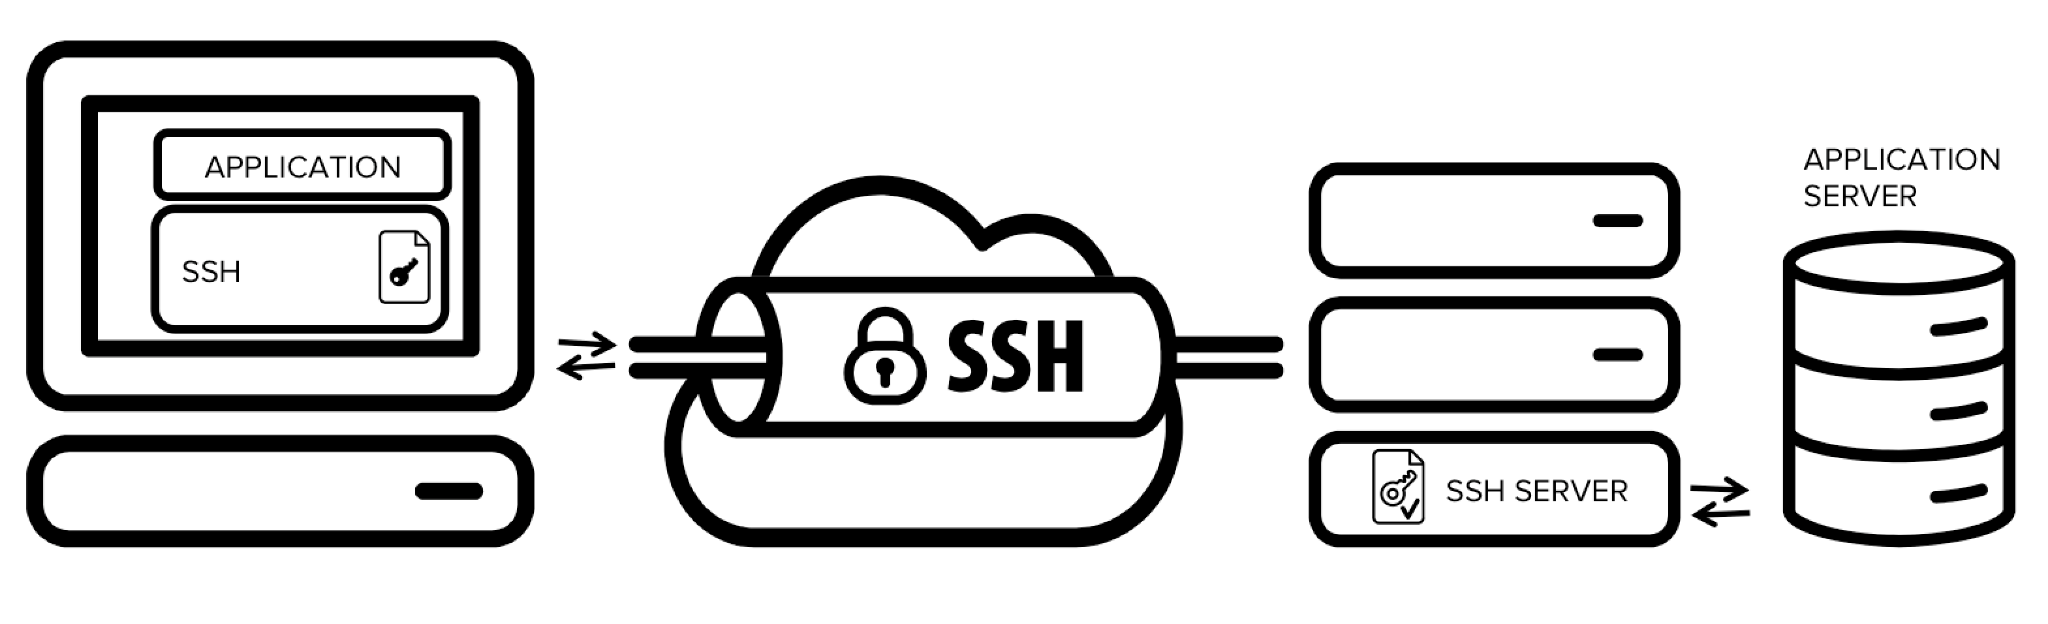 APPLICATION
SSH
SSH
SSH SERVER
APPLICATION
SERVER